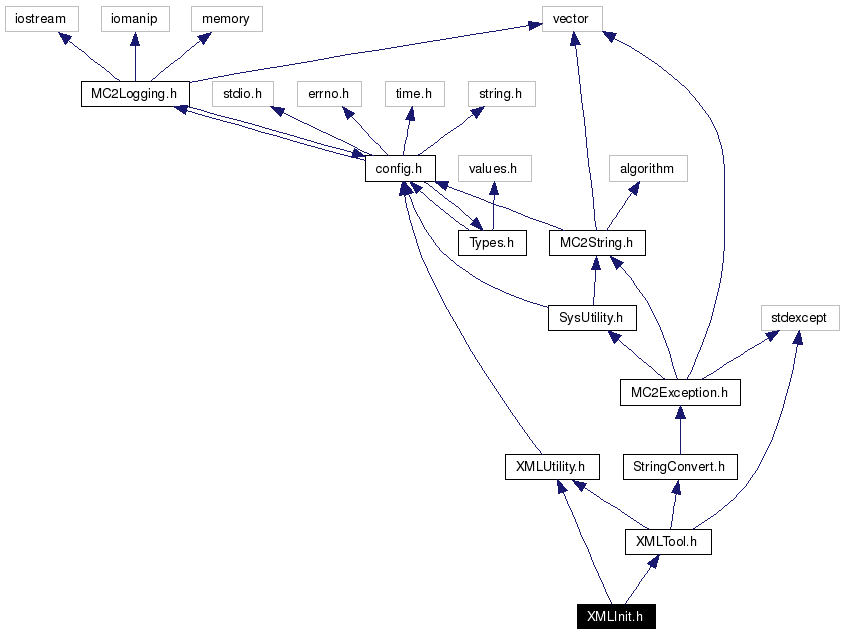 iostream
iomanip
memory
vector
MC2Logging.h
stdio.h
errno.h
time.h
string.h
config.h
values.h
algorithm
Types.h
MC2String.h
SysUtility.h
stdexcept
MC2Exception.h
XMLUtility.h
StringConvert.h
XMLTool.h
XMLInit.h